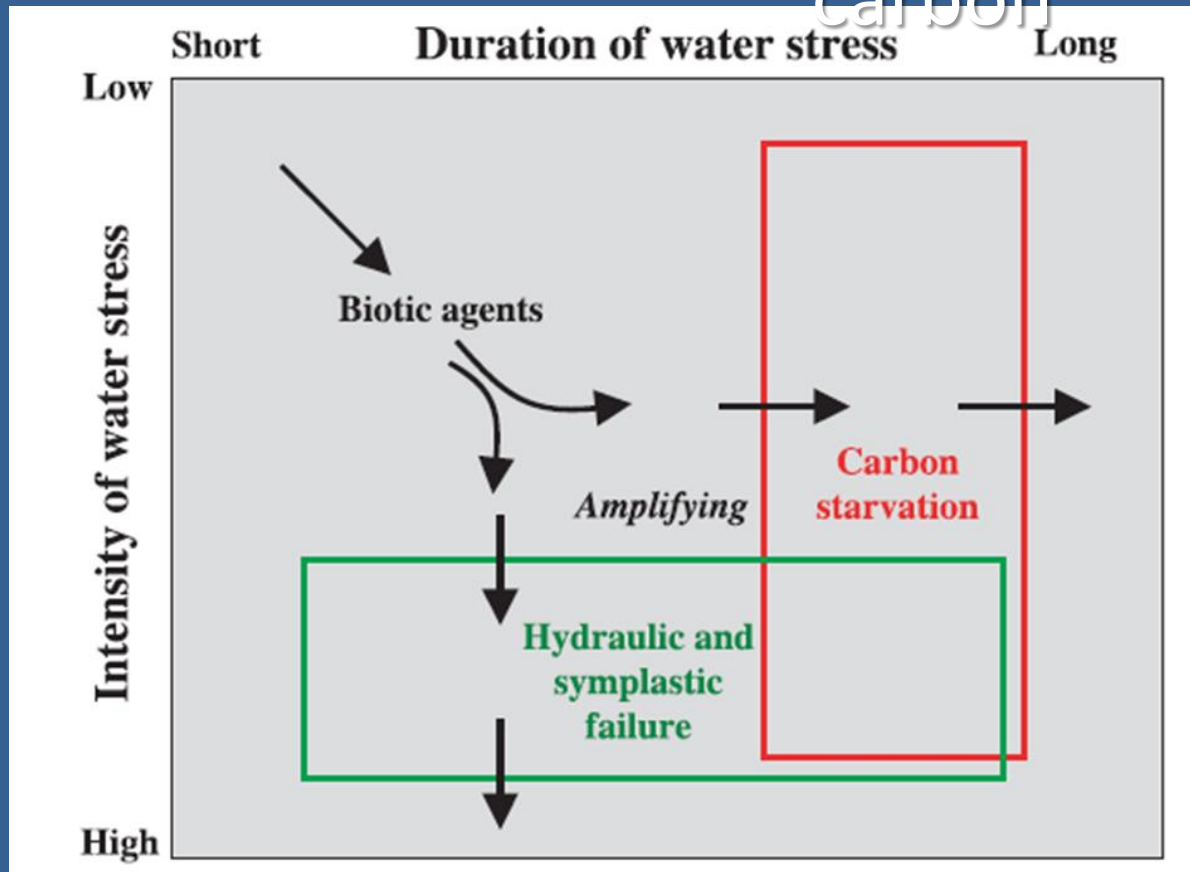 carbon
Short Duration of water stress Long
Low
Intensity of water stress
Biotic agents
Carbon
starvation
Amplifying
Hydraulic and
symplastic
failure
High